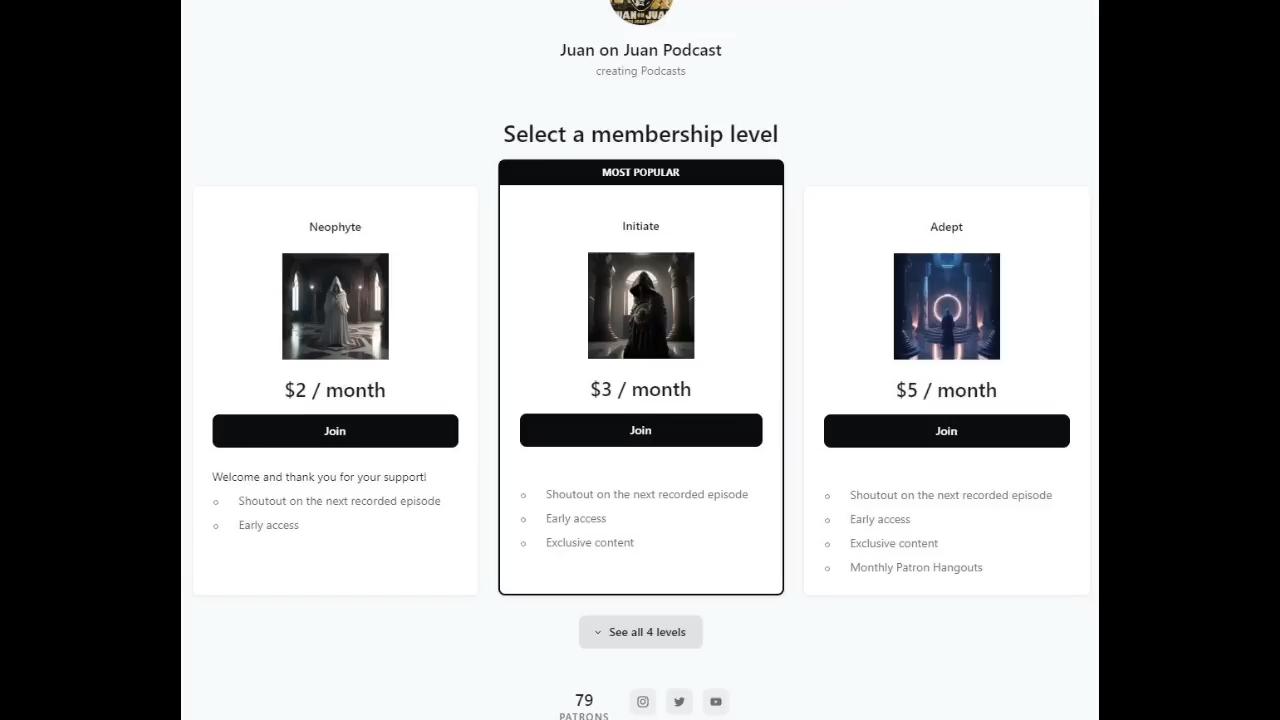 JUAN ON JUAN
Juan on Juan Podcast
creating Podcasts
Select a membership level
MOST POPULAR
Neophyte
$2 / month
Join
Welcome and thank you for your support!
Shoutout on the next recorded episode
Early access
Initiate
$3 / month
Join
Shoutout on the next recorded episode
Early access
Exclusive content
Adept
$5 / month
Join
Shoutout on the next recorded episode
Early access
Exclusive content
Monthly Patron Hangouts
See all 4 levels
79
PATRONS